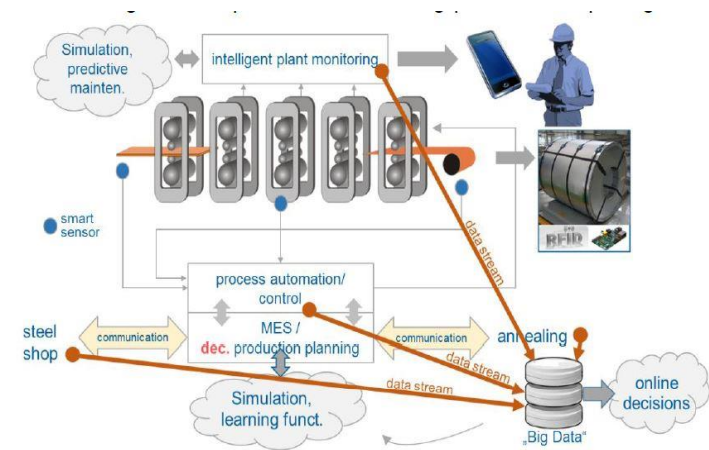 Simulation,
predictive
mainten.
intelligent plant monitoring
smart
sensor
RFID
data stream
process automation/
control
steel
shop
communication
MES /
dec. production planning
communication
annealing
data stream
data stream
Simulation,
learning funct.
online
decisions
„Big Data“